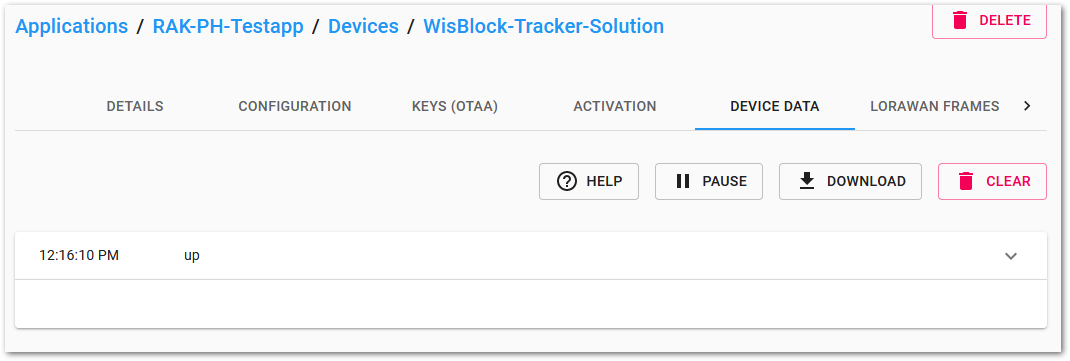 Applications / RAK-PH-Testapp / Devices / WisBlock-Tracker-Solution
DELETE
DETAILS CONFIGURATION KEYS (OTAA) ACTIVATION DEVICE DATA LORAWAN FRAMES
HELP PAUSE DOWNLOAD CLEAR
12:16:10 PM up